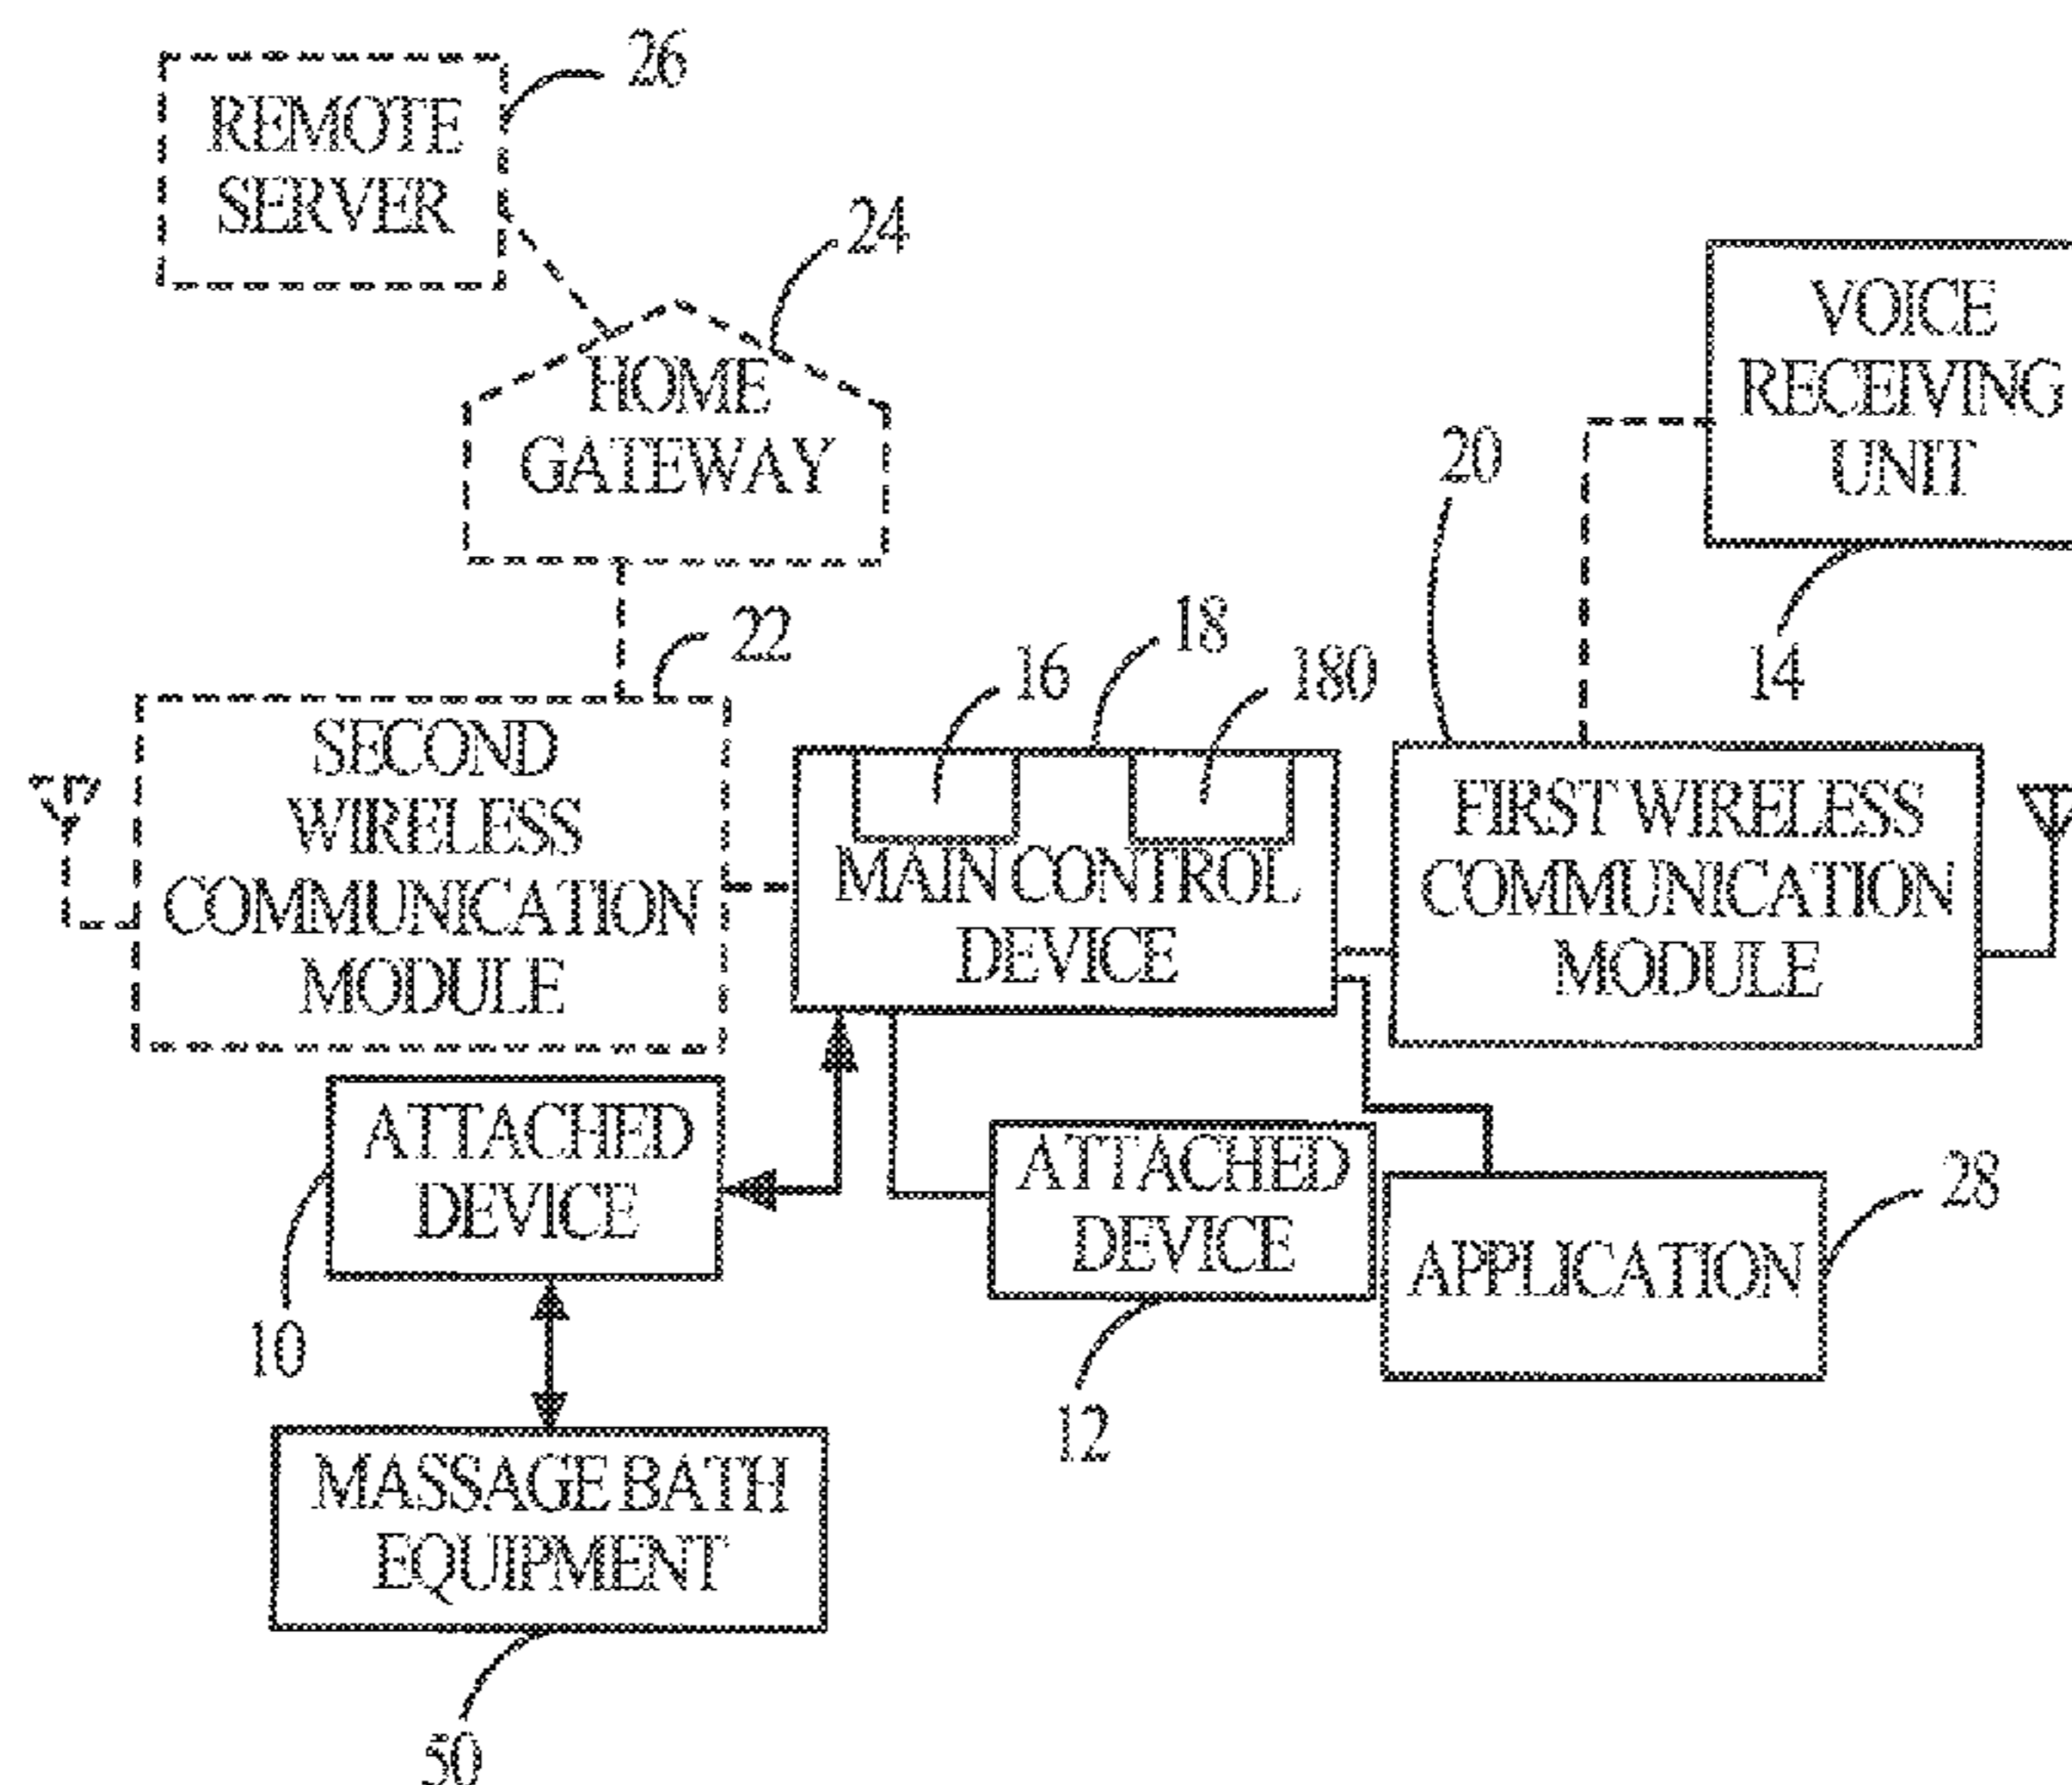 26
REMOTE
SERVER
24
HOME
GATEWAY
VOICE
RECEIVING
UNIT
14
20
22
18
16
180
SECOND
WIRELESS
COMMUNICATION
MODULE
MAIN CONTROL
DEVICE
FIRST WIRELESS
COMMUNICATION
MODULE
ATTACHED
DEVICE
10
ATTACHED
DEVICE
12
APPLICATION
28
MASSAGE BATH
EQUIPMENT
50